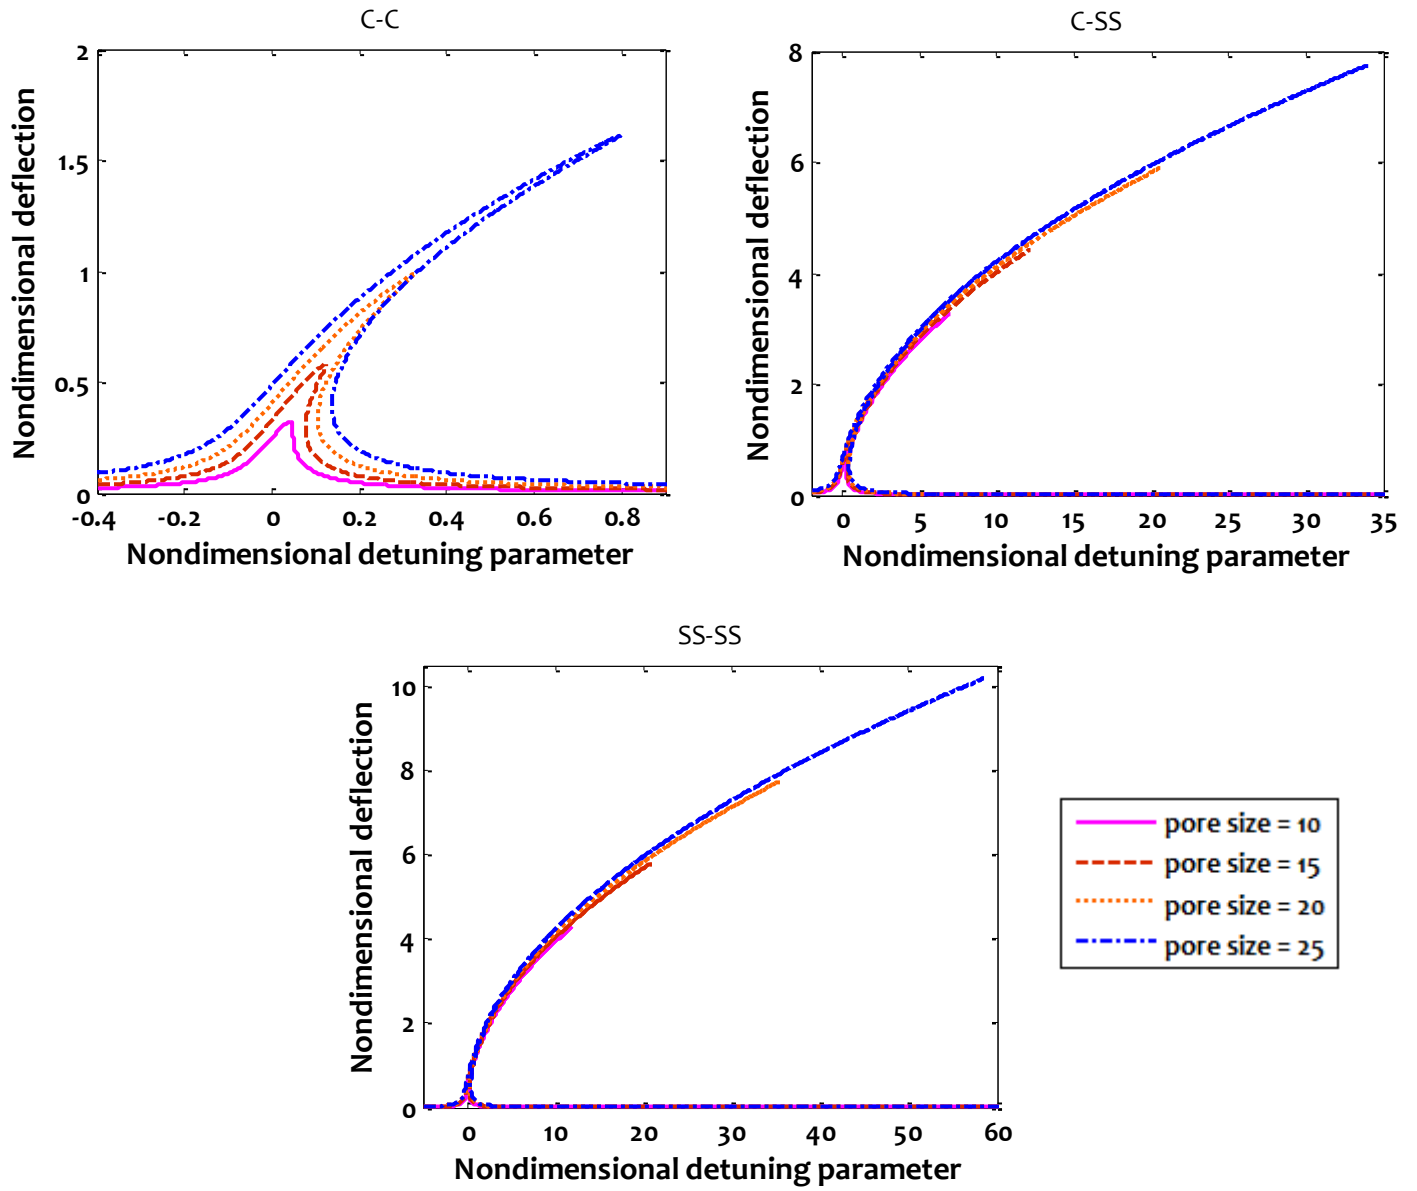 C-C
2
1.5
1
0.5
0
-0.4
-0.2
0
0.2
0.4
0.6
0.8
Nondimensional deflection
Nondimensional detuning parameter
C-SS
8
6
4
2
0
0
5
10
15
20
25
30
35
Nondimensional deflection
Nondimensional detuning parameter
SS-SS
10
8
6
4
2
0
0
10
20
30
40
50
60
Nondimensional deflection
Nondimensional detuning parameter
pore size = 10
pore size = 15
pore size = 20
pore size = 25